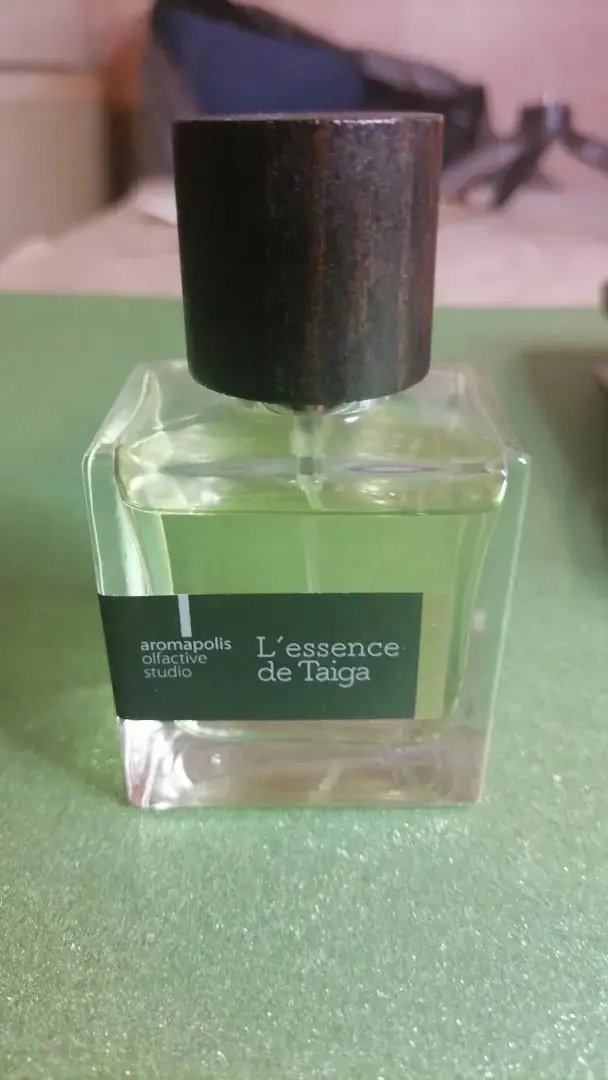 aromapolis
olfactive
studio
L´essence
de Taiga